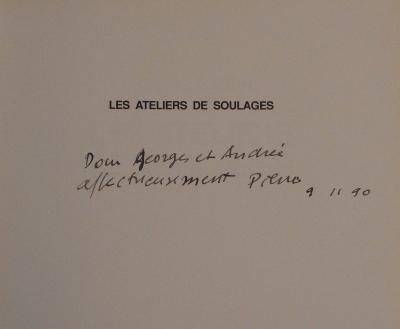 LES ATELIERS DE SOULAGES
Pour Georges et Andrée
affectueusement Pierre
9 11 90